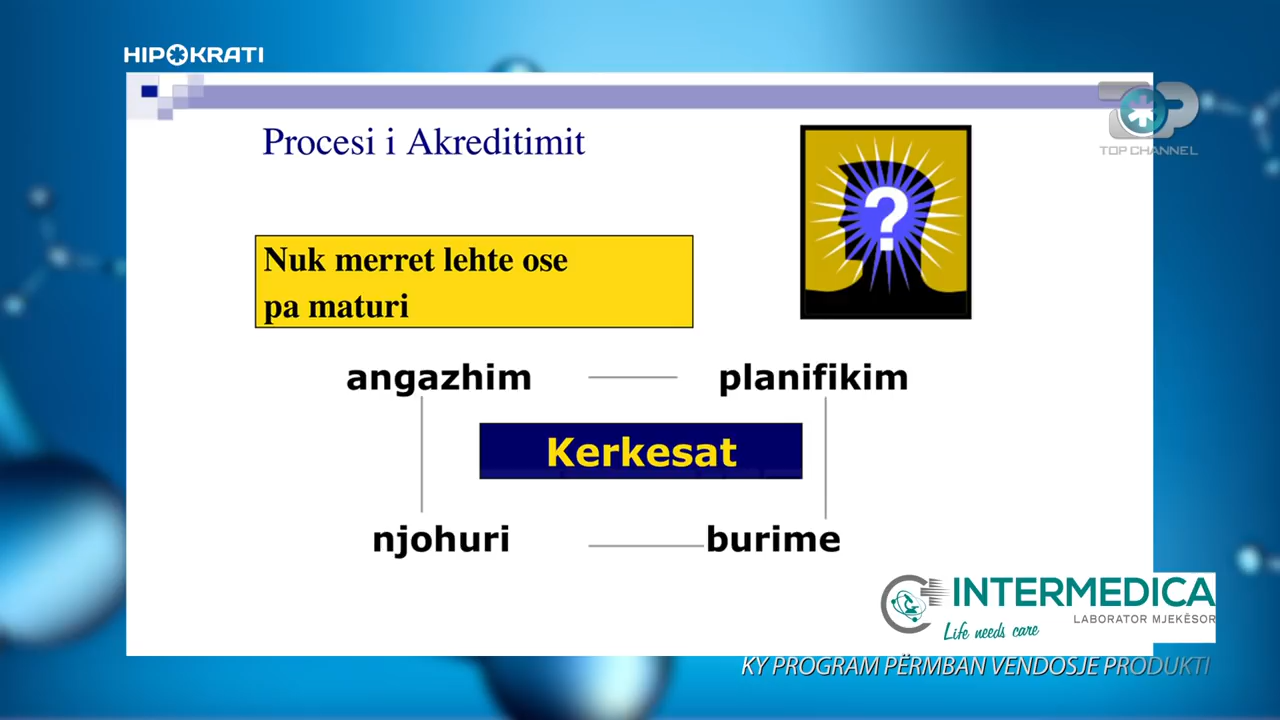 HIPOKRATI
TOP CHANNEL
Procesi i Akreditimit
?
Nuk merret lehte ose
pa maturi
angazhim planifikim
Kerkesat
njohuri burime
INTERMEDICA
LABORATOR MJEKËSOR
Life needs care
KY PROGRAM PËRMBAN VENDOSJE PRODUKTI